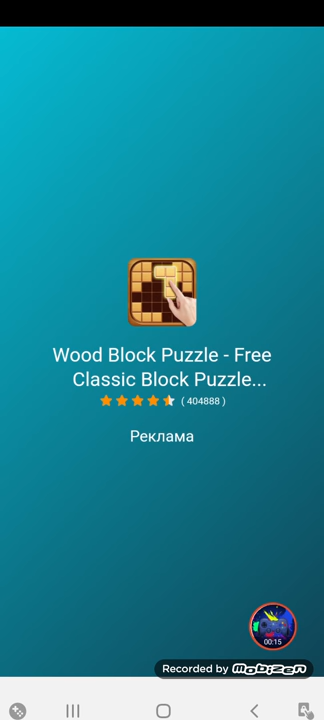 Wood Block Puzzle - Free
Classic Block Puzzle...
( 404888 )
Реклама
00:15
Recorded by mobizen